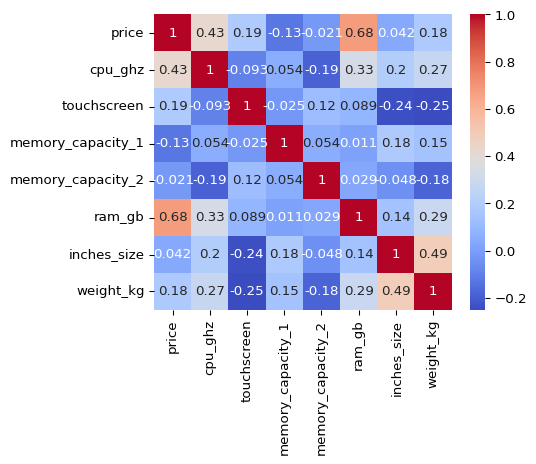 price 1 0.43 0.19 -0.13 -0.021 0.68 0.042 0.18
cpu_ghz 0.43 1 -0.093 0.054 -0.19 0.33 0.2 0.27
touchscreen 0.19 -0.093 1 -0.025 0.12 0.089 -0.24 -0.25
memory_capacity_1 -0.13 0.054 -0.025 1 0.054 0.011 0.18 0.15
memory_capacity_2 -0.021 -0.19 0.12 0.054 1 0.029 -0.048 -0.18
ram_gb 0.68 0.33 0.089 0.011 0.029 1 0.14 0.29
inches_size 0.042 0.2 -0.24 0.18 -0.048 0.14 1 0.49
weight_kg 0.18 0.27 -0.25 0.15 -0.18 0.29 0.49 1
price
cpu_ghz
touchscreen
memory_capacity_1
memory_capacity_2
ram_gb
inches_size
weight_kg
1.0
0.8
0.6
0.4
0.2
0.0
−0.2